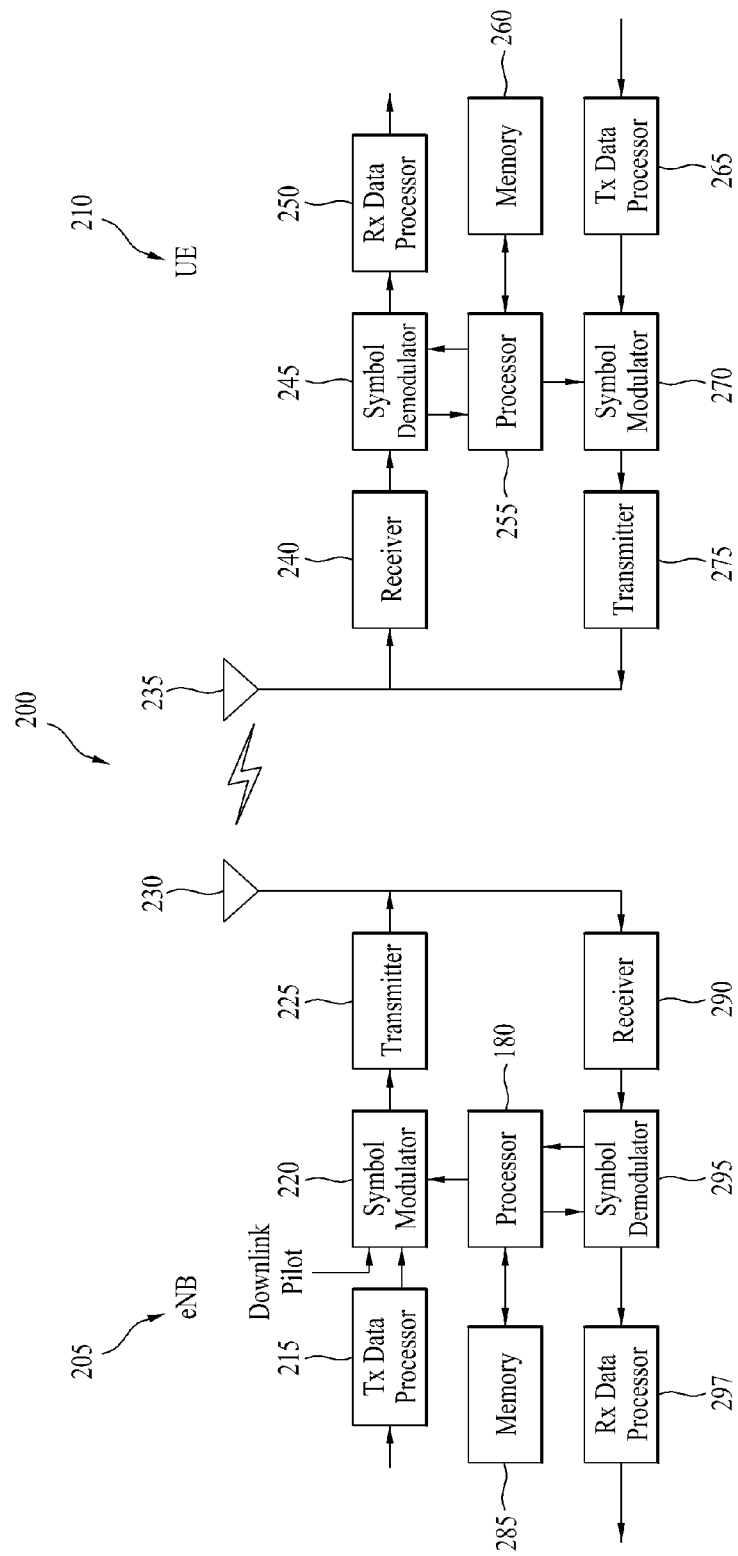 200
205
eNB
210
UE
230
235
Downlink
Pilot
215
Tx Data
Processor
220
Symbol
Modulator
225
Transmitter
240
Receiver
245
Symbol
Demodulator
250
Rx Data
Processor
285
Memory
Processor
180
255
Processor
Memory
260
297
Rx Data
Processor
295
Symbol
Demodulator
290
Receiver
275
Transmitter
270
Symbol
Modulator
265
Tx Data
Processor